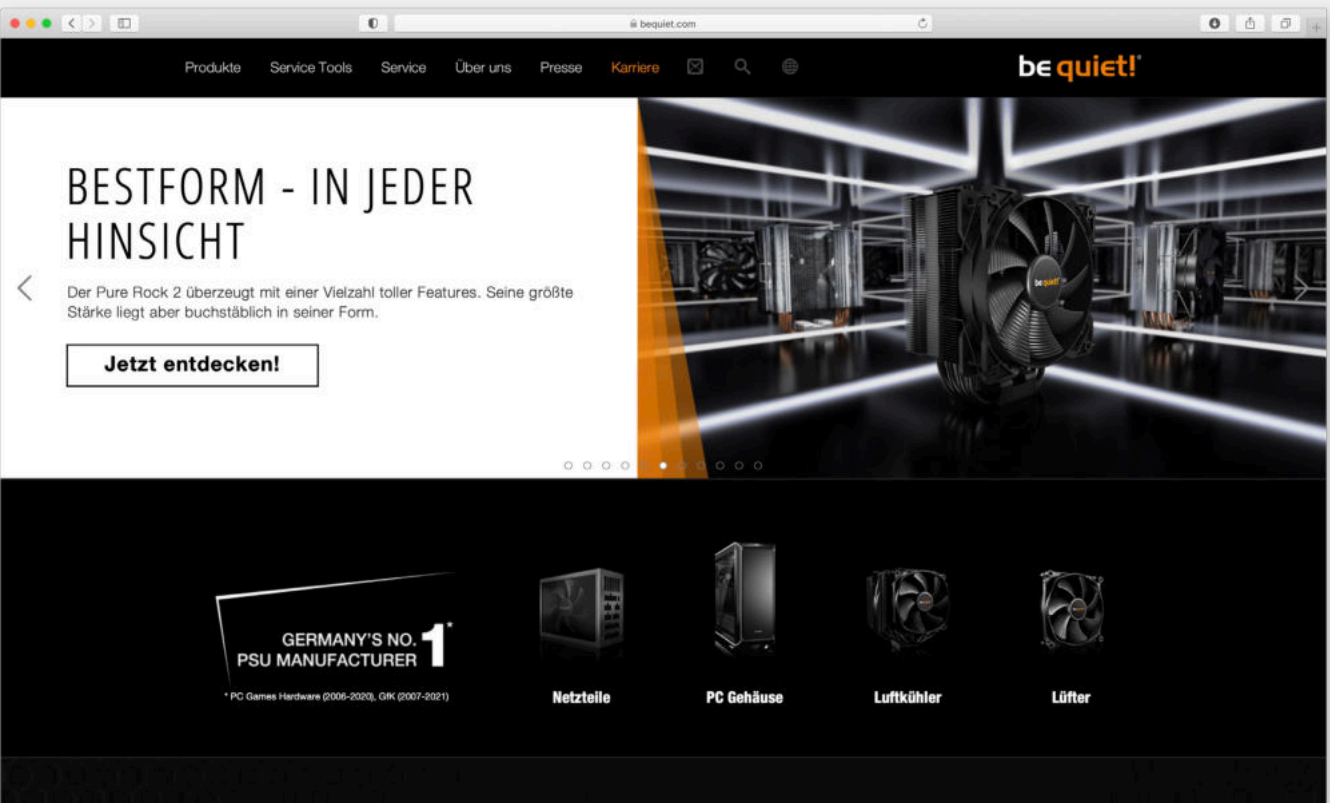 bequiet.com
Produkte Service Tools Service Über uns Presse Karriere
be quiet!
BESTFORM - IN JEDER
HINSICHT
Der Pure Rock 2 überzeugt mit einer Vielzahl toller Features. Seine größte
Stärke liegt aber buchstäblich in seiner Form.
Jetzt entdecken!
be quiet!
GERMANY'S NO. 1*
PSU MANUFACTURER
* PC Games Hardware (2006-2020), GfK (2007-2021)
Netzteile PC Gehäuse Luftkühler Lüfter